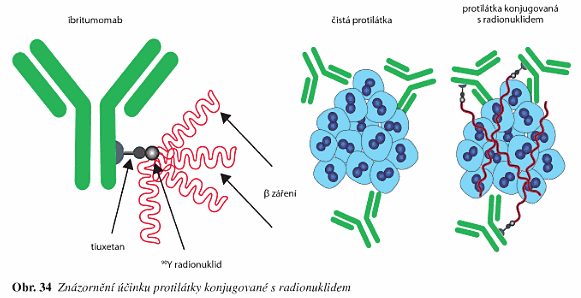 ibritumomab
čistá protilátka
protilátka konjugovaná
s radionuklidem
β záření
tiuxetan
⁹⁰Y radionuklid
Obr. 34 Znázornění účinku protilátky konjugované s radionuklidem